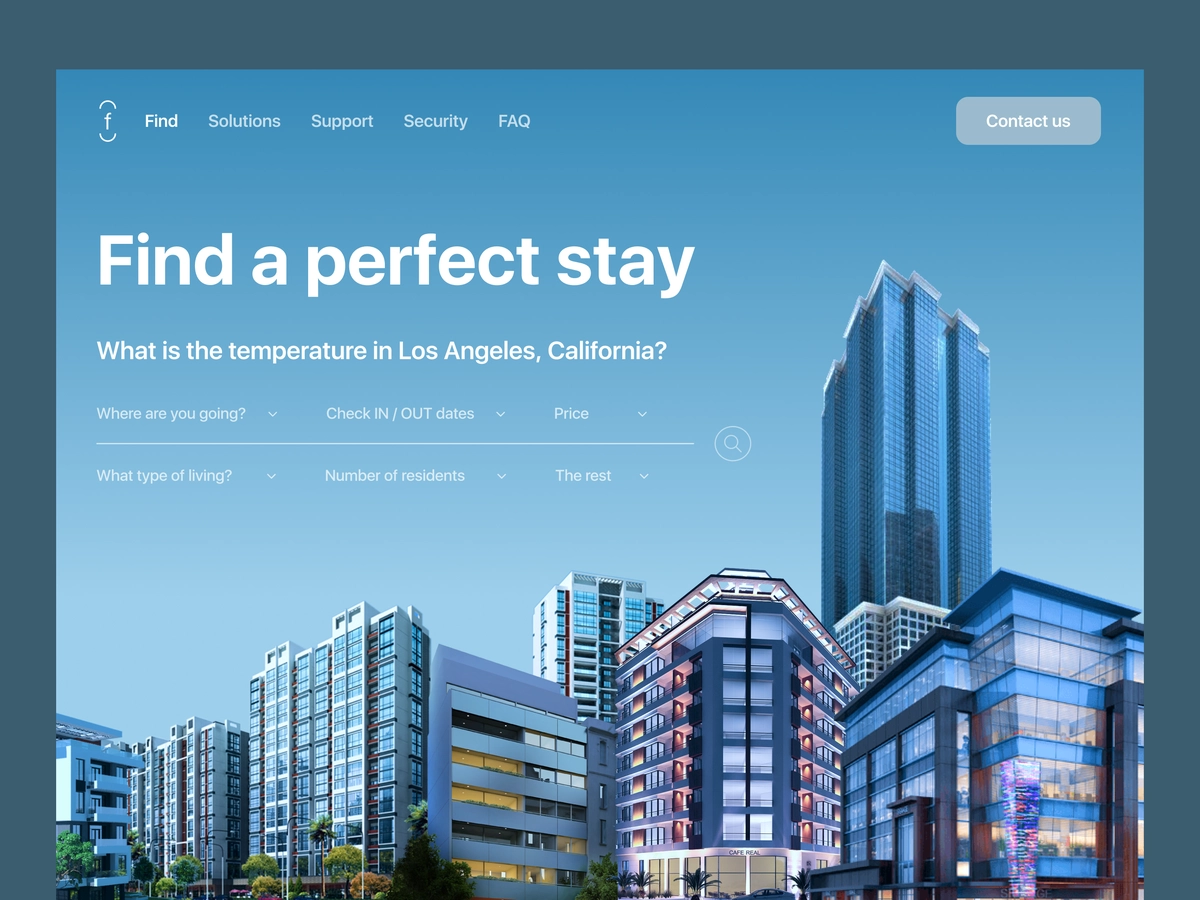 f
Find Solutions Support Security FAQ Contact us
Find a perfect stay
What is the temperature in Los Angeles, California?
Where are you going? Check IN / OUT dates Price
What type of living? Number of residents The rest
CAFE REAL